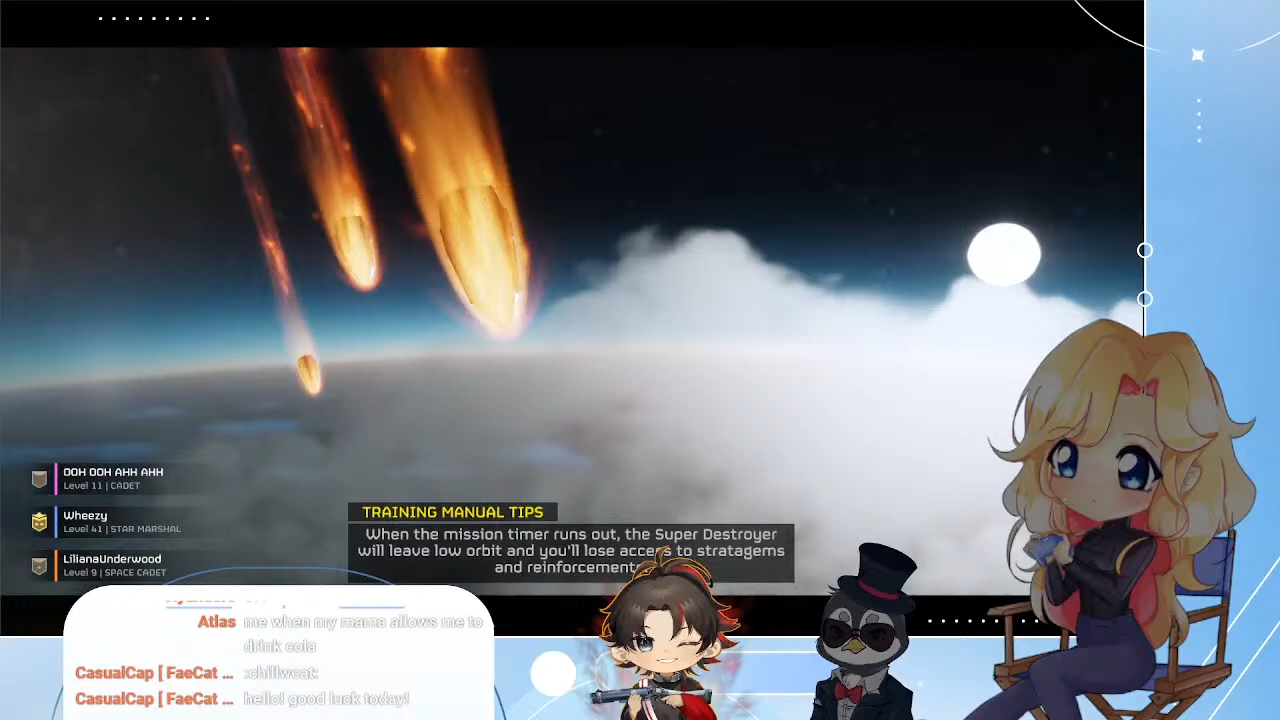 OOH OOH AHH AHH
Level 11 | CADET
Wheezy
Level 41 | STAR MARSHAL
LilianaUnderwood
Level 9 | SPACE CADET
TRAINING MANUAL TIPS
When the mission timer runs out, the Super Destroyer
will leave low orbit and you'll lose access to stratagems
and reinforcements
Atlas me when my mama allows me to
drink cola
CasualCap [ FaeCat ... :chillwcat:
CasualCap [ FaeCat ... hello! good luck today!